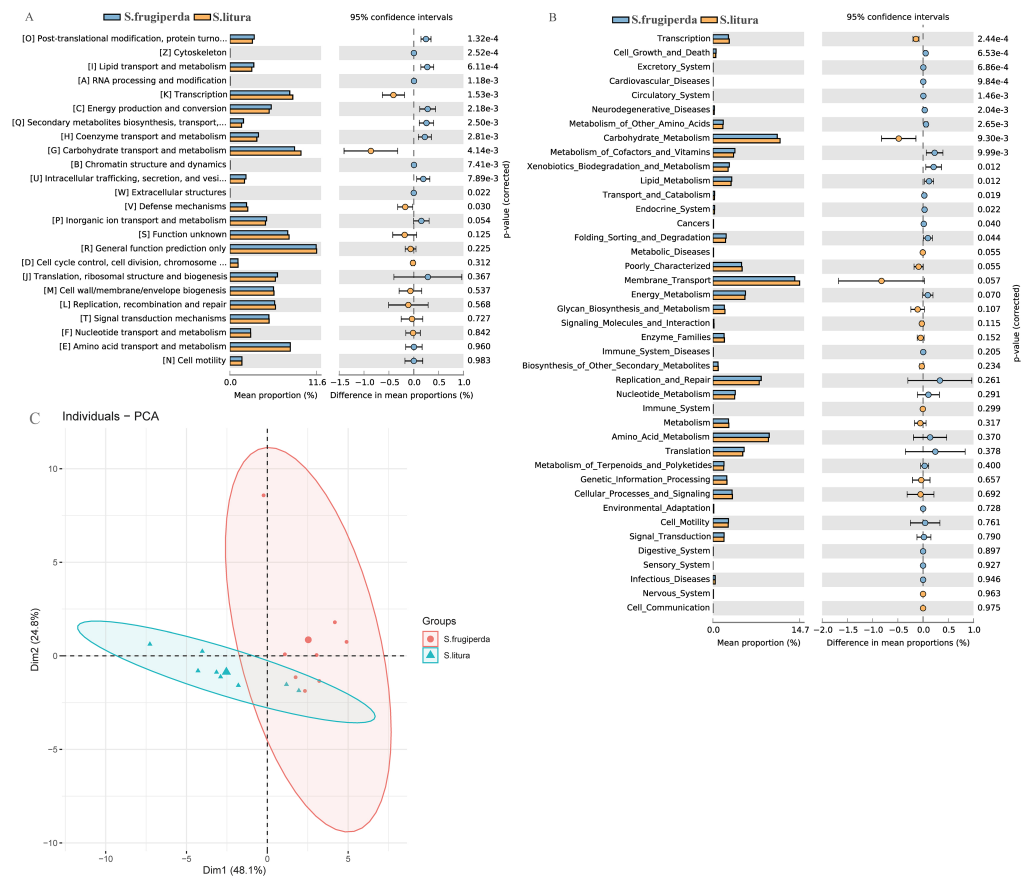 A
S.frugiperda S.litura
95% confidence intervals
[O] Post-translational modification, protein turno... 1.32e-4
[Z] Cytoskeleton 2.52e-4
[I] Lipid transport and metabolism 6.11e-4
[A] RNA processing and modification 1.18e-3
[K] Transcription 1.53e-3
[C] Energy production and conversion 2.18e-3
[Q] Secondary metabolites biosynthesis, transport,... 2.50e-3
[H] Coenzyme transport and metabolism 2.81e-3
[G] Carbohydrate transport and metabolism 4.14e-3
[B] Chromatin structure and dynamics 7.41e-3
[U] Intracellular trafficking, secretion, and vesi... 7.89e-3
[W] Extracellular structures 0.022
[V] Defense mechanisms 0.030
[P] Inorganic ion transport and metabolism 0.054
[S] Function unknown 0.125
[R] General function prediction only 0.225
[D] Cell cycle control, cell division, chromosome ... 0.312
[J] Translation, ribosomal structure and biogenesis 0.367
[M] Cell wall/membrane/envelope biogenesis 0.537
[L] Replication, recombination and repair 0.568
[T] Signal transduction mechanisms 0.727
[F] Nucleotide transport and metabolism 0.842
[E] Amino acid transport and metabolism 0.960
[N] Cell motility 0.983
p-value (corrected)
0.0 11.6 −1.5 −1.0 −0.5 0.0 0.5 1.0
Mean proportion (%) Difference in mean proportions (%)
B
S.frugiperda S.litura
95% confidence intervals
Transcription 2.44e-4
Cell_Growth_and_Death 6.53e-4
Excretory_System 6.86e-4
Cardiovascular_Diseases 9.84e-4
Circulatory_System 1.46e-3
Neurodegenerative_Diseases 2.04e-3
Metabolism_of_Other_Amino_Acids 2.65e-3
Carbohydrate_Metabolism 9.30e-3
Metabolism_of_Cofactors_and_Vitamins 9.99e-3
Xenobiotics_Biodegradation_and_Metabolism 0.012
Lipid_Metabolism 0.012
Transport_and_Catabolism 0.019
Endocrine_System 0.022
Cancers 0.040
Folding_Sorting_and_Degradation 0.044
Metabolic_Diseases 0.055
Poorly_Characterized 0.055
Membrane_Transport 0.057
Energy_Metabolism 0.070
Glycan_Biosynthesis_and_Metabolism 0.107
Signaling_Molecules_and_Interaction 0.115
Enzyme_Families 0.152
Immune_System_Diseases 0.205
Biosynthesis_of_Other_Secondary_Metabolites 0.234
Replication_and_Repair 0.261
Nucleotide_Metabolism 0.291
Immune_System 0.299
Metabolism 0.317
Amino_Acid_Metabolism 0.370
Translation 0.378
Metabolism_of_Terpenoids_and_Polyketides 0.400
Genetic_Information_Processing 0.657
Cellular_Processes_and_Signaling 0.692
Environmental_Adaptation 0.728
Cell_Motility 0.761
Signal_Transduction 0.790
Digestive_System 0.897
Sensory_System 0.927
Infectious_Diseases 0.946
Nervous_System 0.963
Cell_Communication 0.975
p-value (corrected)
0.0 14.7 −2.0 −1.5 −1.0 −0.5 0.0 0.5 1.0
Mean proportion (%) Difference in mean proportions (%)
C
Individuals − PCA
10
5
0
−5
−10
Dim2 (24.8%)
−10 −5 0 5
Dim1 (48.1%)
Groups
S.frugiperda
S.litura